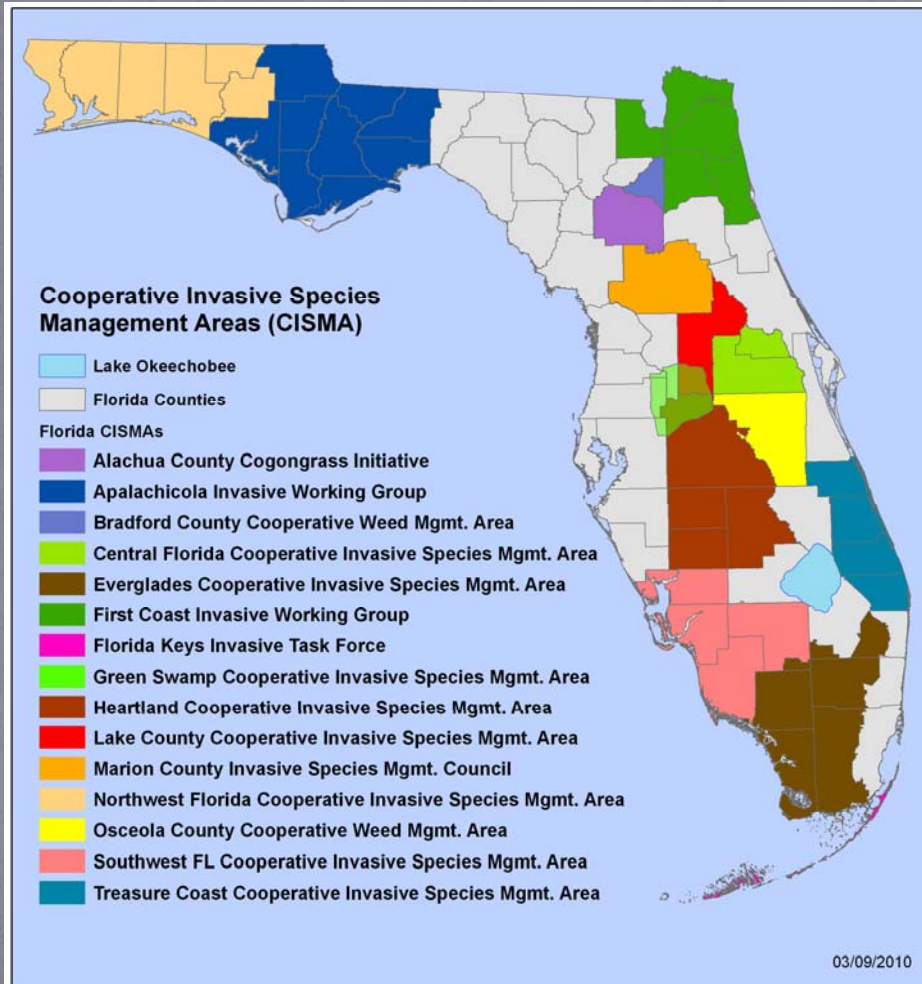 Cooperative Invasive Species
Management Areas (CISMA)
Lake Okeechobee
Florida Counties
Florida CISMAs
Alachua County Cogongrass Initiative
Apalachicola Invasive Working Group
Bradford County Cooperative Weed Mgmt. Area
Central Florida Cooperative Invasive Species Mgmt. Area
Everglades Cooperative Invasive Species Mgmt. Area
First Coast Invasive Working Group
Florida Keys Invasive Task Force
Green Swamp Cooperative Invasive Species Mgmt. Area
Heartland Cooperative Invasive Species Mgmt. Area
Lake County Cooperative Invasive Species Mgmt. Area
Marion County Invasive Species Mgmt. Council
Northwest Florida Cooperative Invasive Species Mgmt. Area
Osceola County Cooperative Weed Mgmt. Area
Southwest FL Cooperative Invasive Species Mgmt. Area
Treasure Coast Cooperative Invasive Species Mgmt. Area
03/09/2010